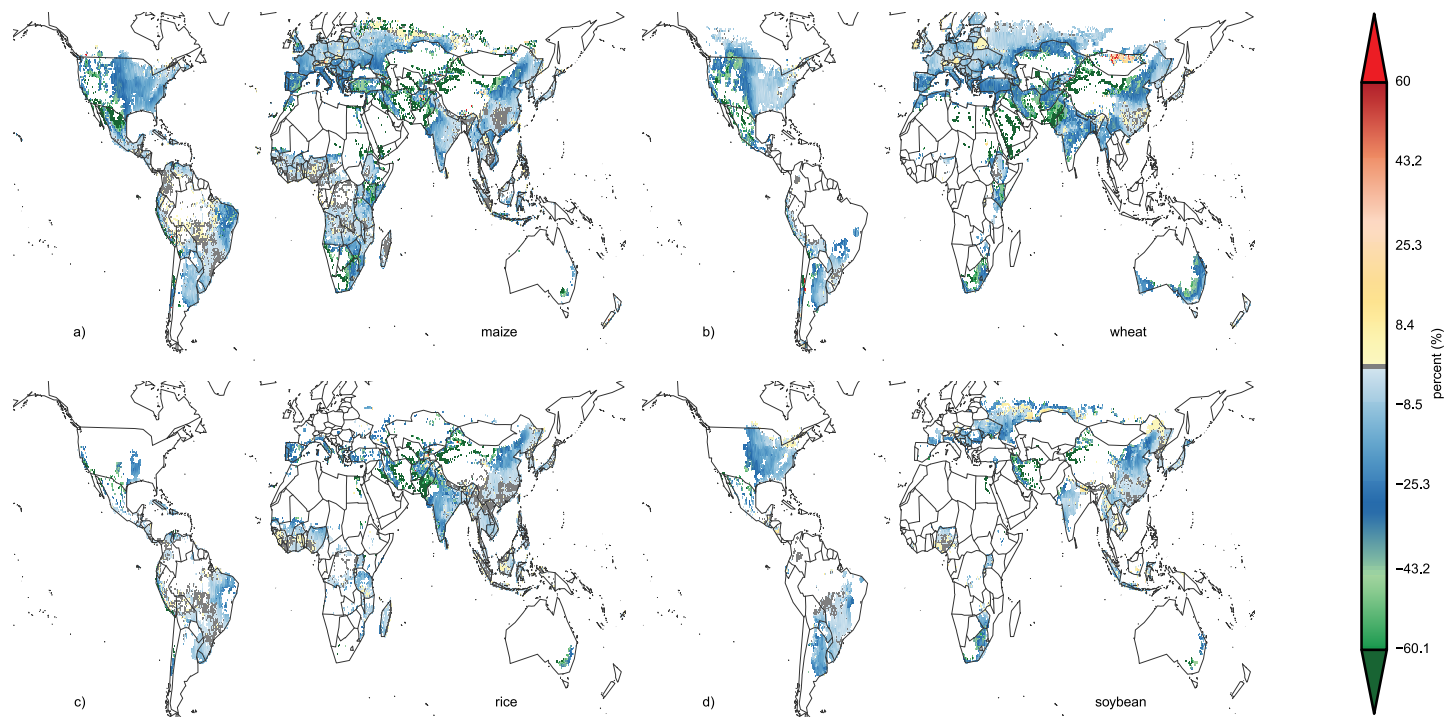 a)
maize
b)
wheat
c)
rice
d)
soybean
60
43.2
25.3
8.4
−8.5
−25.3
−43.2
−60.1
percent (%)